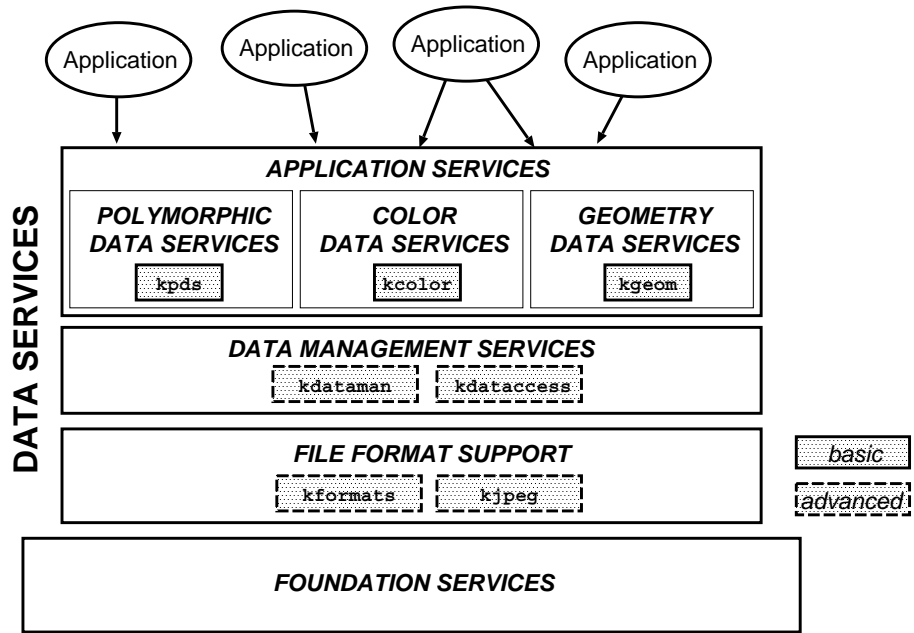 Application
Application
Application
Application
APPLICATION SERVICES
POLYMORPHIC
DATA SERVICES
kpds
COLOR
DATA SERVICES
kcolor
GEOMETRY
DATA SERVICES
kgeom
DATA SERVICES
DATA MANAGEMENT SERVICES
kdataman
kdataccess
FILE FORMAT SUPPORT
kformats
kjpeg
basic
advanced
FOUNDATION SERVICES